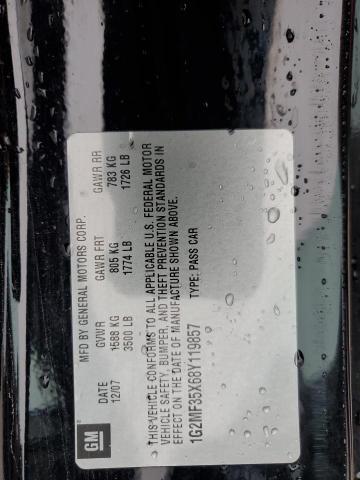 MFD BY GENERAL MOTORS CORP.
DATE GVWR GAWR FRT GAWR RR
12/07 1588 KG 805 KG 783 KG
3500 LB 1774 LB 1726 LB
THIS VEHICLE CONFORMS TO ALL APPLICABLE U.S. FEDERAL MOTOR
VEHICLE SAFETY, BUMPER, AND THEFT PREVENTION STANDARDS IN
EFFECT ON THE DATE OF MANUFACTURE SHOWN ABOVE.
1G2MF35X68Y119857 TYPE: PASS CAR
GM